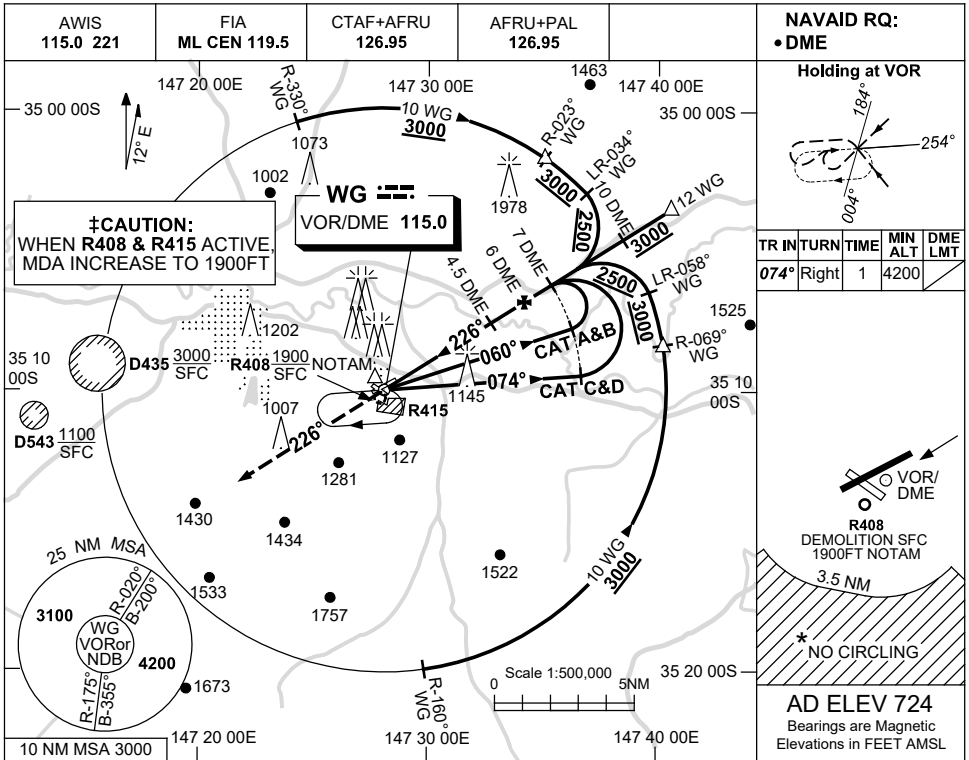 AWIS
115.0 221
FIA
ML CEN 119.5
CTAF+AFRU
126.95
AFRU+PAL
126.95
NAVAID RQ:
• DME
Holding at VOR
184°
254°
004°
TR IN TURN TIME MIN ALT DME LMT
074° Right 1 4200
147 20 00E
147 30 00E
147 40 00E
1463
35 00 00S
35 00 00S
12° E
R-330° WG
10 WG
3000
R-023° WG
LR-034° WG
10 DME
12 WG
3000
2500
3000
1073
1002
1978
WG
VOR/DME 115.0
‡CAUTION:
WHEN R408 & R415 ACTIVE,
MDA INCREASE TO 1900FT
7 DME
6 DME
4.5 DME
2500
3000
LR-058° WG
R-069° WG
1525
226°
060°
CAT A&B
074°
CAT C&D
1202
35 10 00S
D435 3000 SFC
R408 1900 SFC NOTAM
1145
35 10 00S
D543 1100 SFC
1007
R415
226°
1127
1281
1430
1434
1522
1533
1757
10 WG
3000
VOR/
DME
R408
DEMOLITION SFC
1900FT NOTAM
3.5 NM
* NO CIRCLING
25 NM MSA
R-020°
B-200°
3100
WG
VORor
NDB
4200
R-175°
B-355°
1673
R-160° WG
Scale 1:500,000
0 5NM
35 20 00S
10 NM MSA 3000
147 20 00E
147 30 00E
147 40 00E
AD ELEV 724
Bearings are Magnetic
Elevations in FEET AMSL